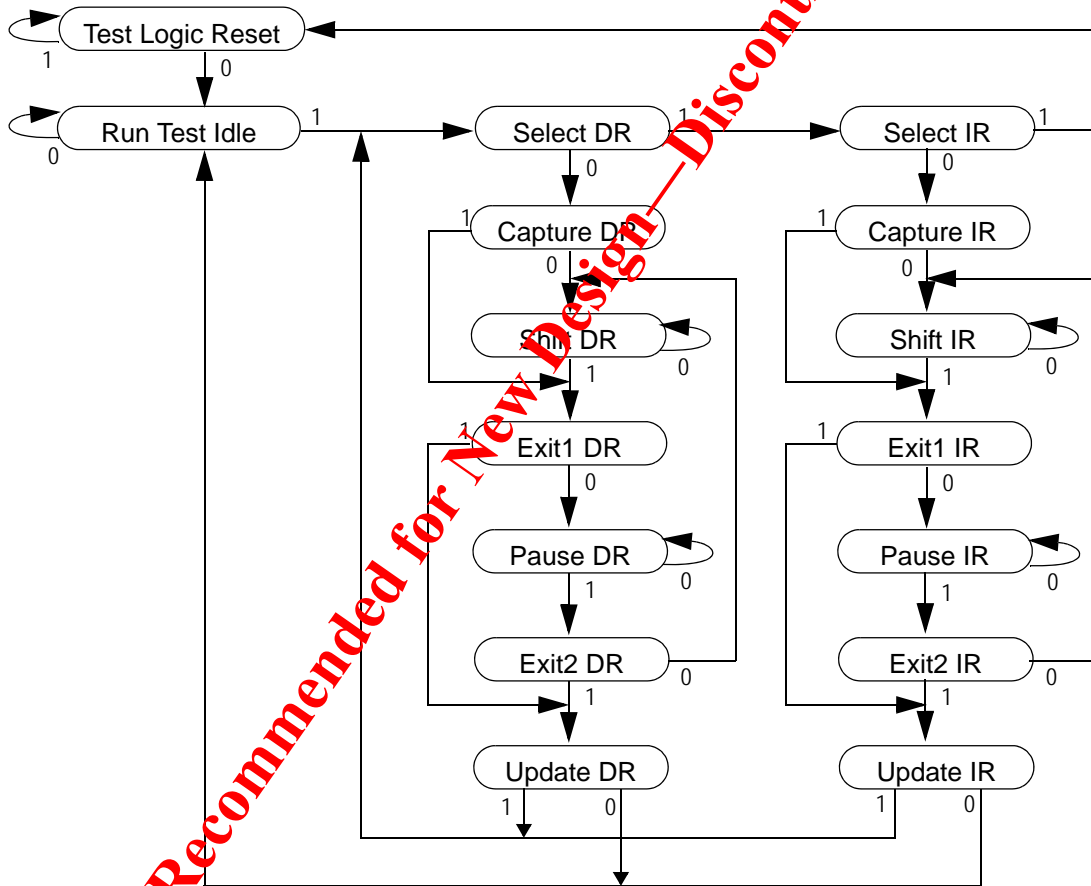 Test Logic Reset
1
0
Run Test Idle
0
1
Select DR
1
0
Select IR
1
0
Capture DR
1
0
Capture IR
1
0
Shift DR
0
1
Shift IR
0
1
Exit1 DR
1
0
Exit1 IR
1
0
Pause DR
0
1
Pause IR
0
1
Exit2 DR
0
1
Exit2 IR
0
1
Update DR
1
0
Update IR
1
0
Recommended for New Design—Discont